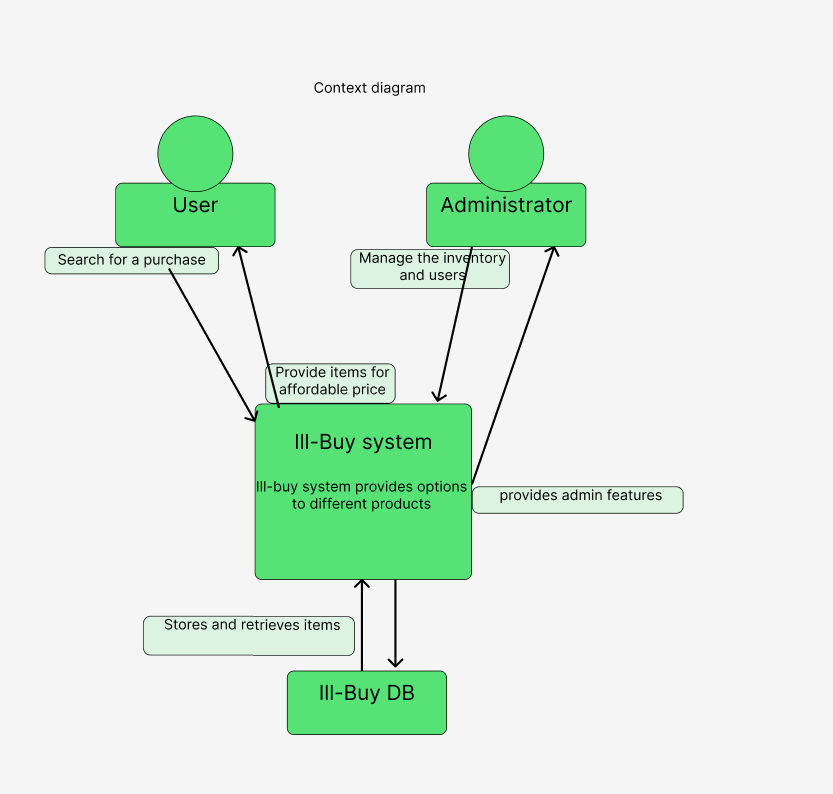 Context diagram
User
Administrator
Search for a purchase
Manage the inventory
and users
Provide items for
affordable price
Ill-Buy system
Ill-buy system provides options
to different products
provides admin features
Stores and retrieves items
Ill-Buy DB